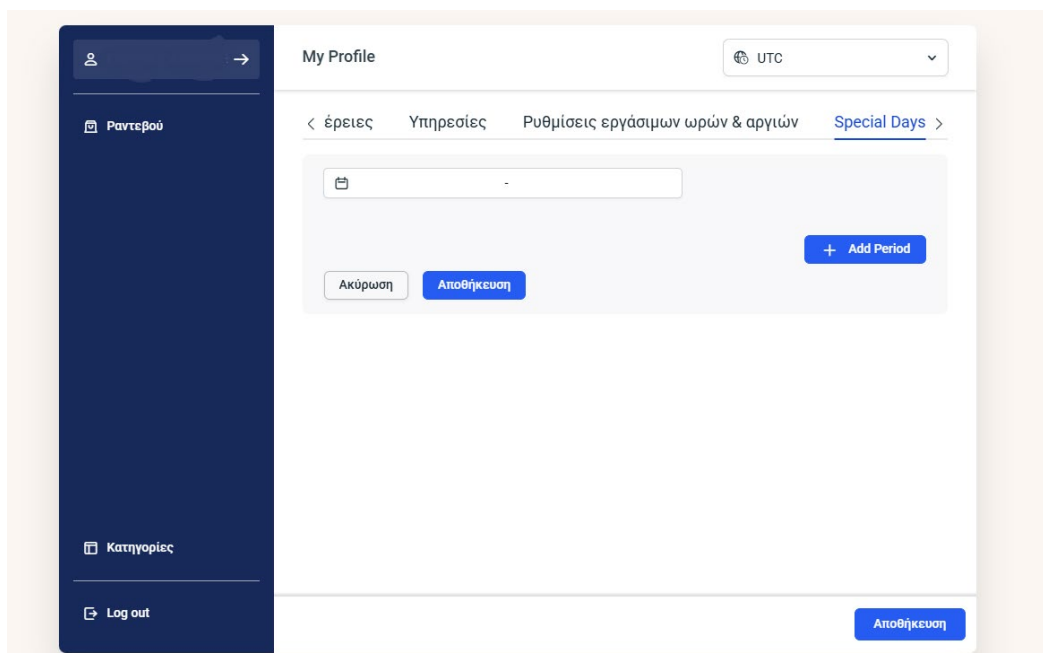 My Profile
UTC
Ραντεβού
έρειες Υπηρεσίες Ρυθμίσεις εργάσιμων ωρών & αργιών Special Days
-
+ Add Period
Ακύρωση Αποθήκευση
Κατηγορίες
Log out
Αποθήκευση